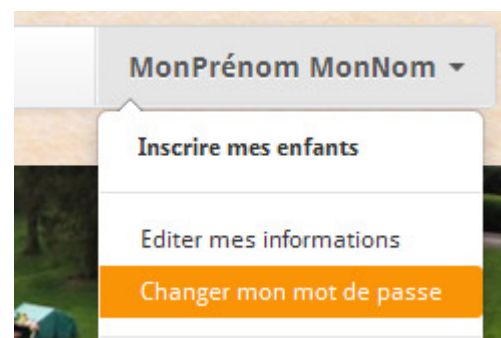 MonPrénom MonNom
Inscrire mes enfants
Editer mes informations
Changer mon mot de passe